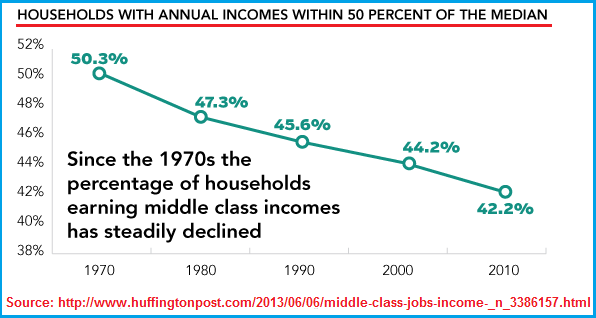 HOUSEHOLDS WITH ANNUAL INCOMES WITHIN 50 PERCENT OF THE MEDIAN
52%
50%
48%
46%
44%
42%
40%
38%
50.3%
47.3%
45.6%
44.2%
42.2%
Since the 1970s the
percentage of households
earning middle class incomes
has steadily declined
1970 1980 1990 2000 2010
Source: http://www.huffingtonpost.com/2013/06/06/middle-class-jobs-income-_n_3386157.html